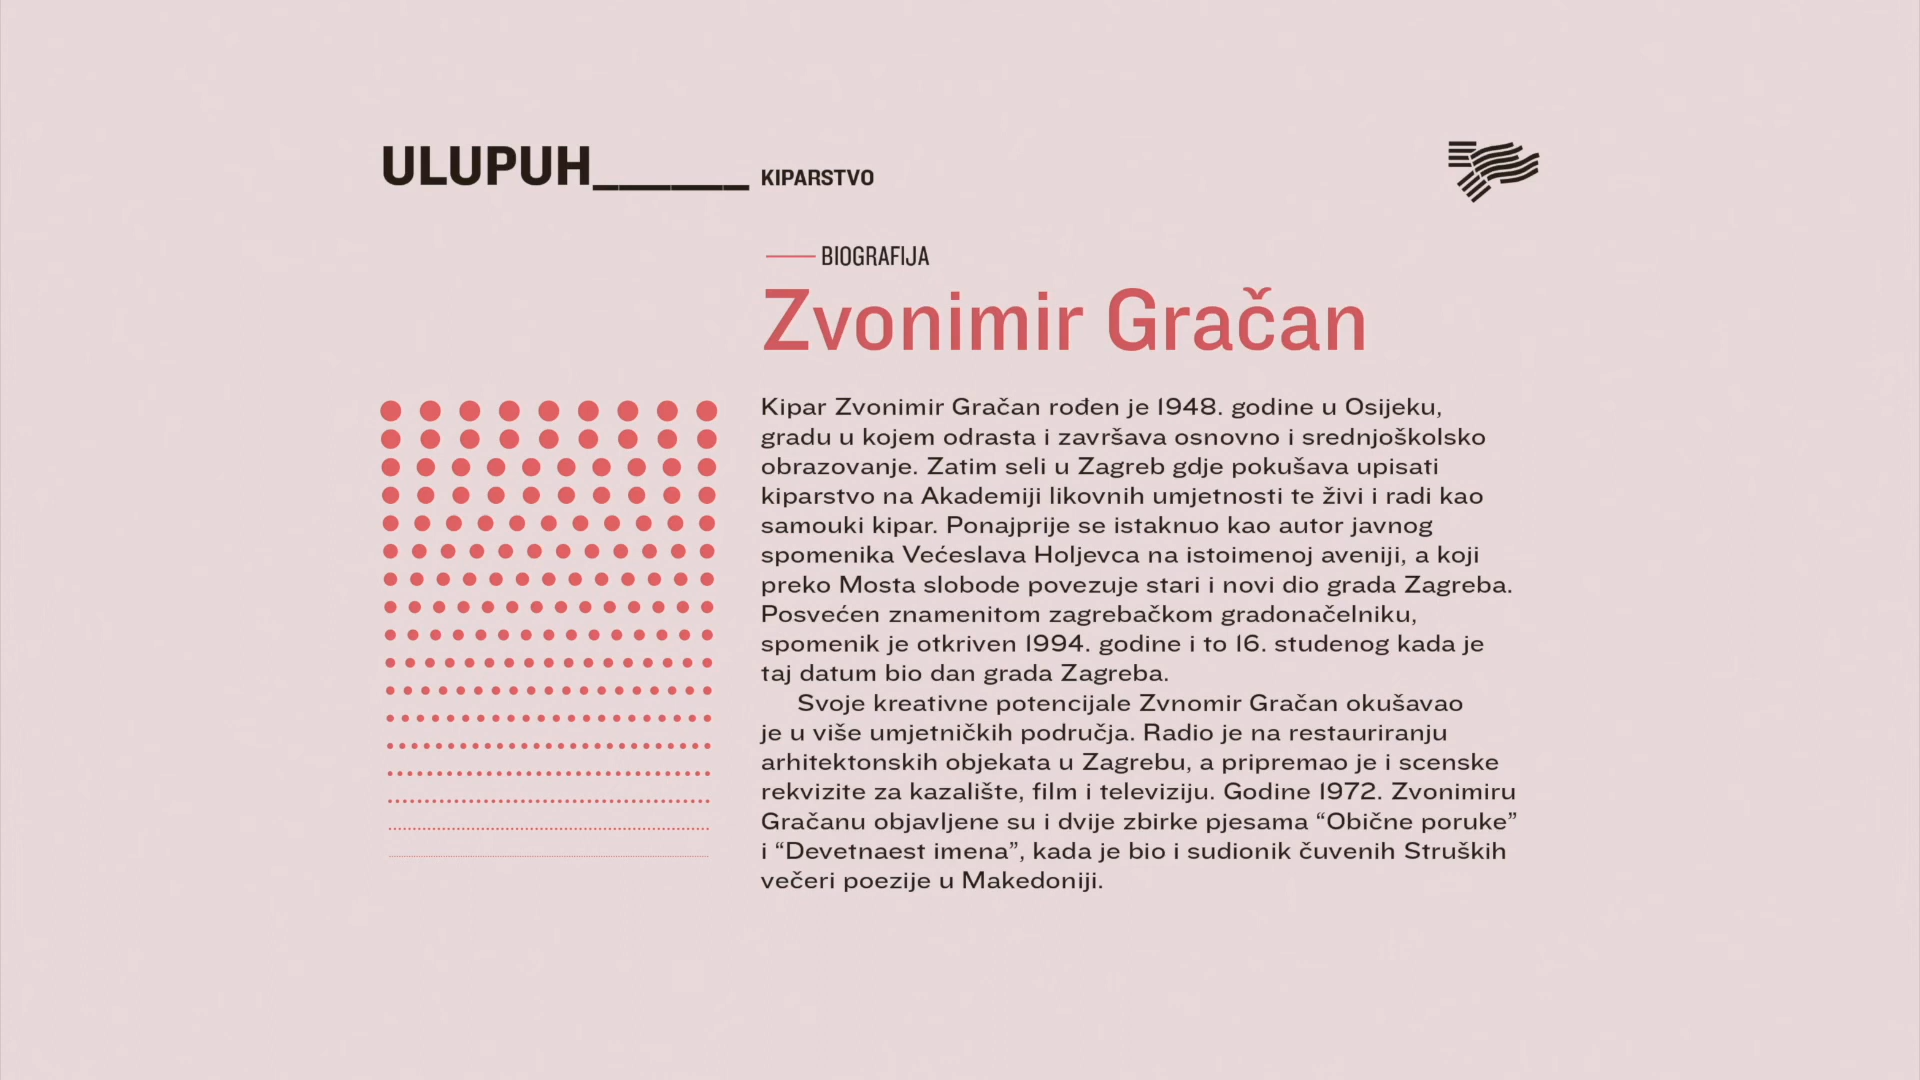 ULUPUH______ KIPARSTVO
BIOGRAFIJA
Zvonimir Gračan
Kipar Zvonimir Gračan rođen je 1948. godine u Osijeku,
gradu u kojem odrasta i završava osnovno i srednjoškolsko
obrazovanje. Zatim seli u Zagreb gdje pokušava upisati
kiparstvo na Akademiji likovnih umjetnosti te živi i radi kao
samouki kipar. Ponajprije se istaknuo kao autor javnog
spomenika Većeslava Holjevca na istoimenoj aveniji, a koji
preko Mosta slobode povezuje stari i novi dio grada Zagreba.
Posvećen znamenitom zagrebačkom gradonačelniku,
spomenik je otkriven 1994. godine i to 16. studenog kada je
taj datum bio dan grada Zagreba.
Svoje kreativne potencijale Zvnomir Gračan okušavao
je u više umjetničkih područja. Radio je na restauriranju
arhitektonskih objekata u Zagrebu, a pripremao je i scenske
rekvizite za kazalište, film i televiziju. Godine 1972. Zvonimiru
Gračanu objavljene su i dvije zbirke pjesama “Obične poruke”
i “Devetnaest imena”, kada je bio i sudionik čuvenih Struških
večeri poezije u Makedoniji.